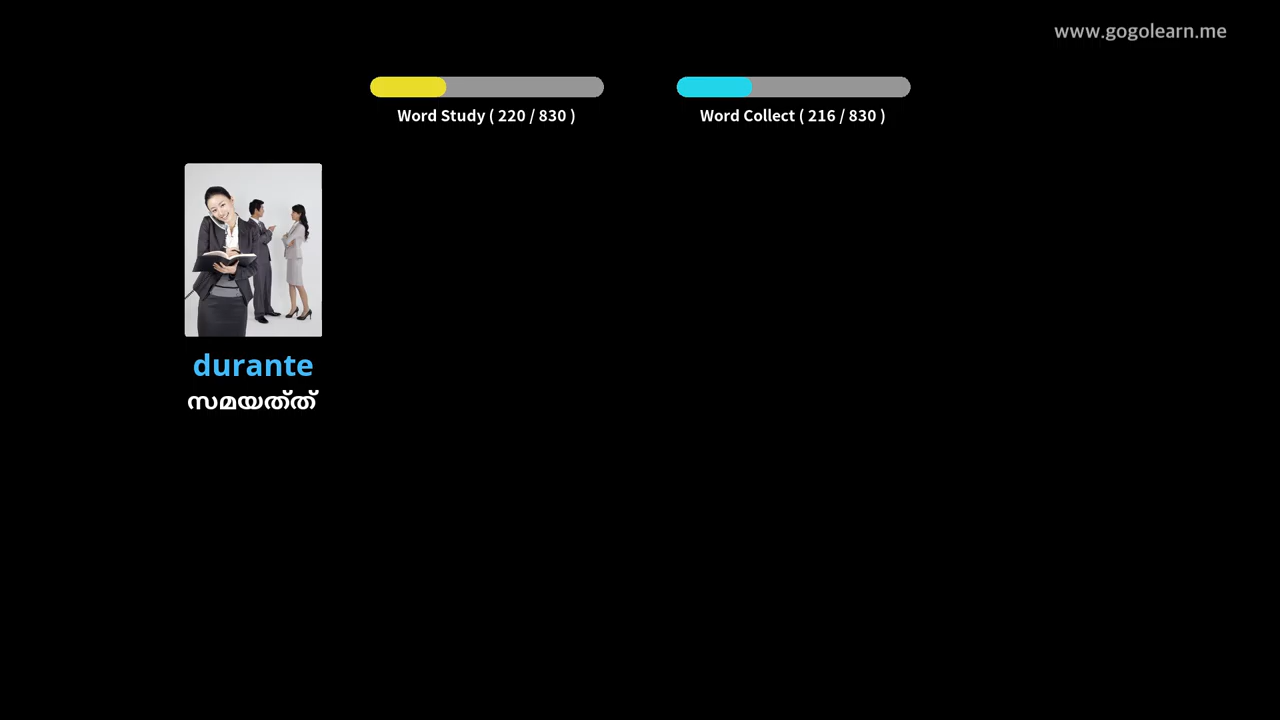 www.gogolearn.me
Word Study ( 220 / 830 )
Word Collect ( 216 / 830 )
durante
സമയത്ത്